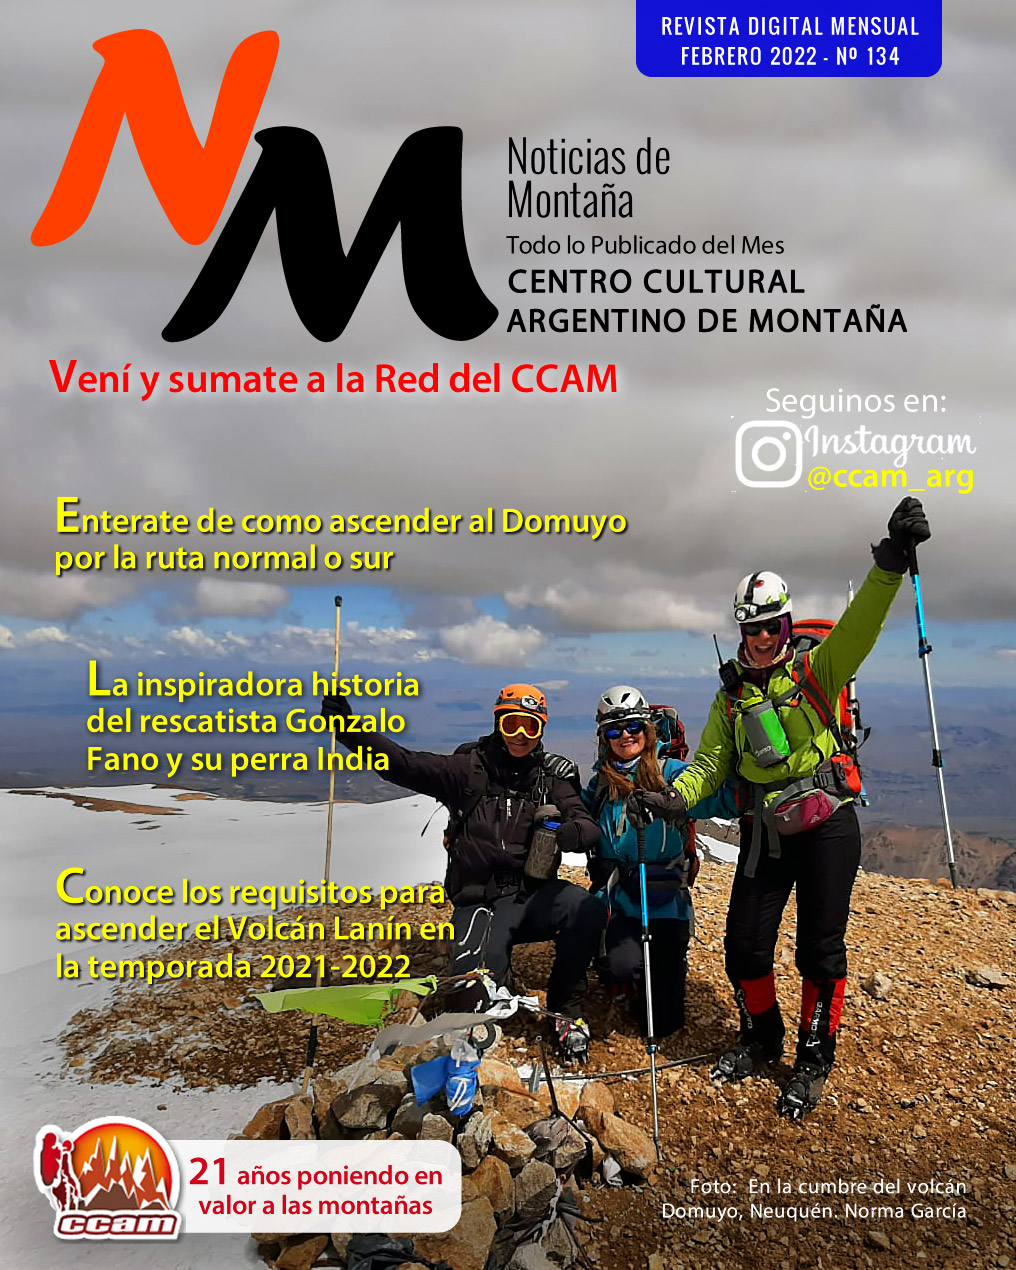 REVISTA DIGITAL MENSUAL
FEBRERO 2022 - Nº 134
NM
Noticias de
Montaña
Todo lo Publicado del Mes
CENTRO CULTURAL
ARGENTINO DE MONTAÑA
Vení y sumate a la Red del CCAM
Seguinos en:
Instagram
@ccam_arg
Enterate de como ascender al Domuyo
por la ruta normal o sur
La inspiradora historia
del rescatista Gonzalo
Fano y su perra India
Conoce los requisitos para
ascender el Volcán Lanín en
la temporada 2021-2022
ccam
21 años poniendo en
valor a las montañas
Foto: En la cumbre del volcán
Domuyo, Neuquén. Norma García